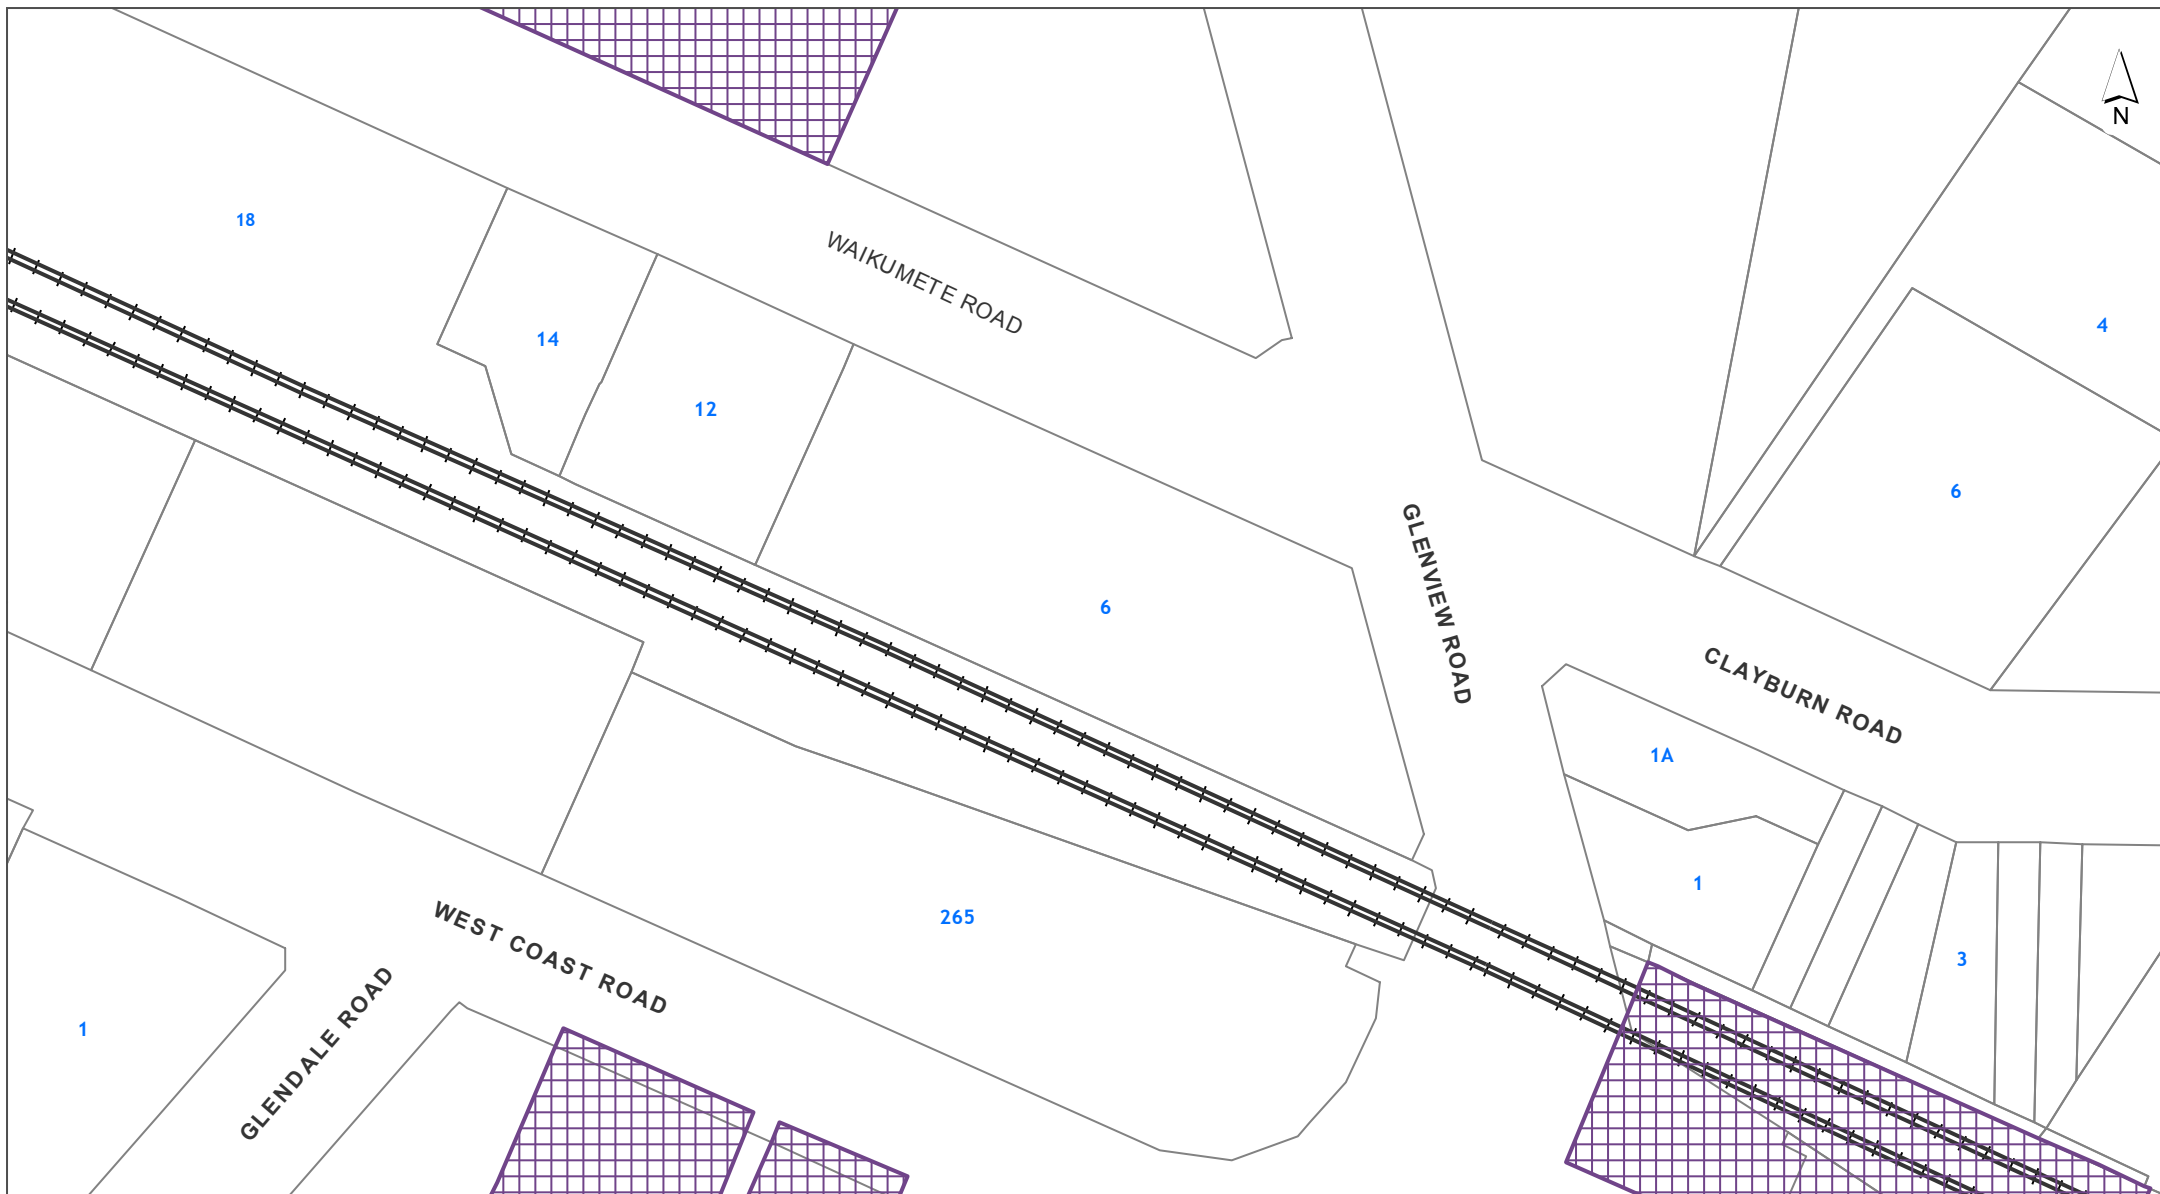 N
18
WAIKUMETE ROAD
4
14
12
6
GLENVIEW ROAD
6
CLAYBURN ROAD
1A
1
265
WEST COAST ROAD
3
GLENDALE ROAD
1